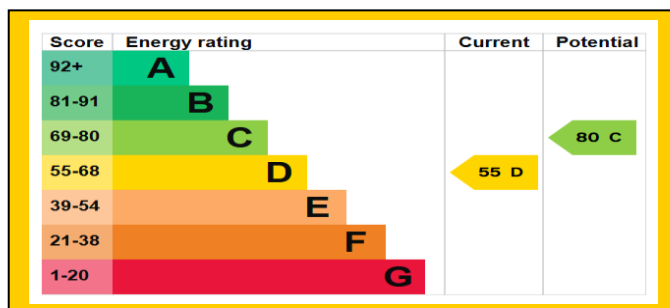 Score Energy rating Current Potential
92+ A
81-91 B
69-80 C 80 C
55-68 D 55 D
39-54 E
21-38 F
1-20 G